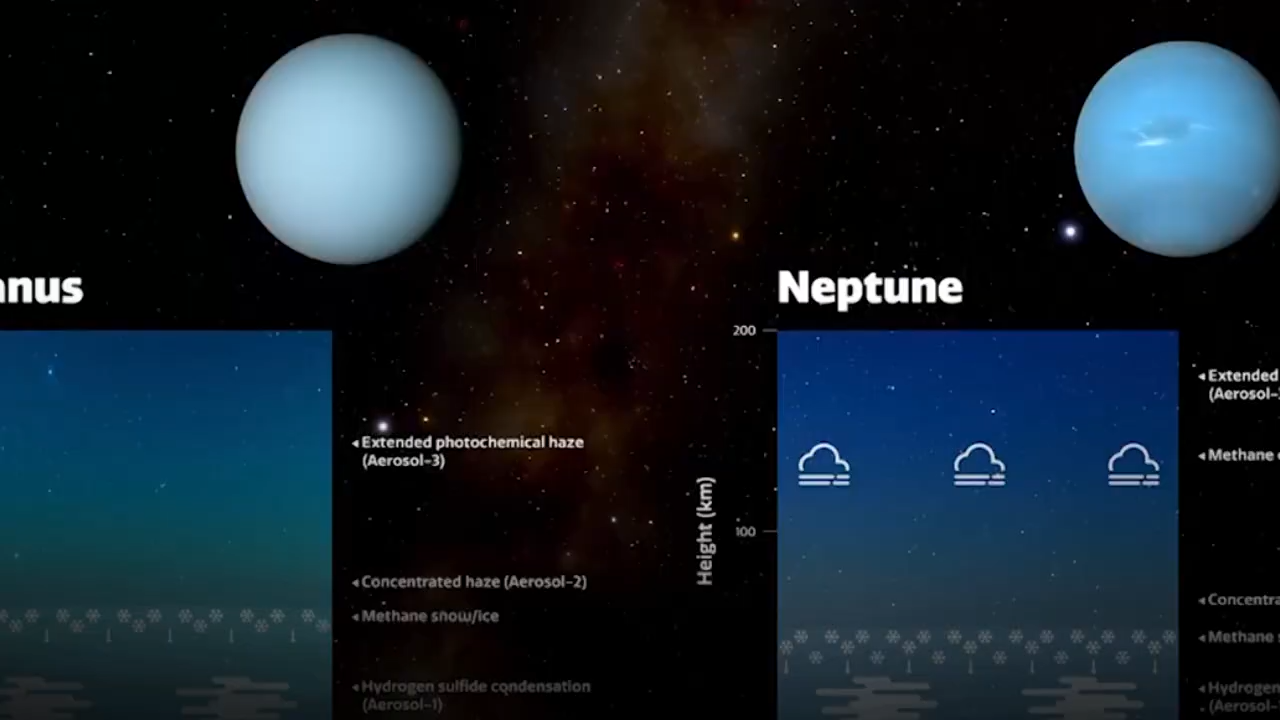 anus
Extended photochemical haze
(Aerosol-3)
Concentrated haze (Aerosol-2)
Methane snow/ice
Hydrogen sulfide condensation
(Aerosol-1)
Neptune
200
100
Height (km)
Extended
(Aerosol-
Methane
Concentra
Methane s
Hydrogen
(Aerosol-